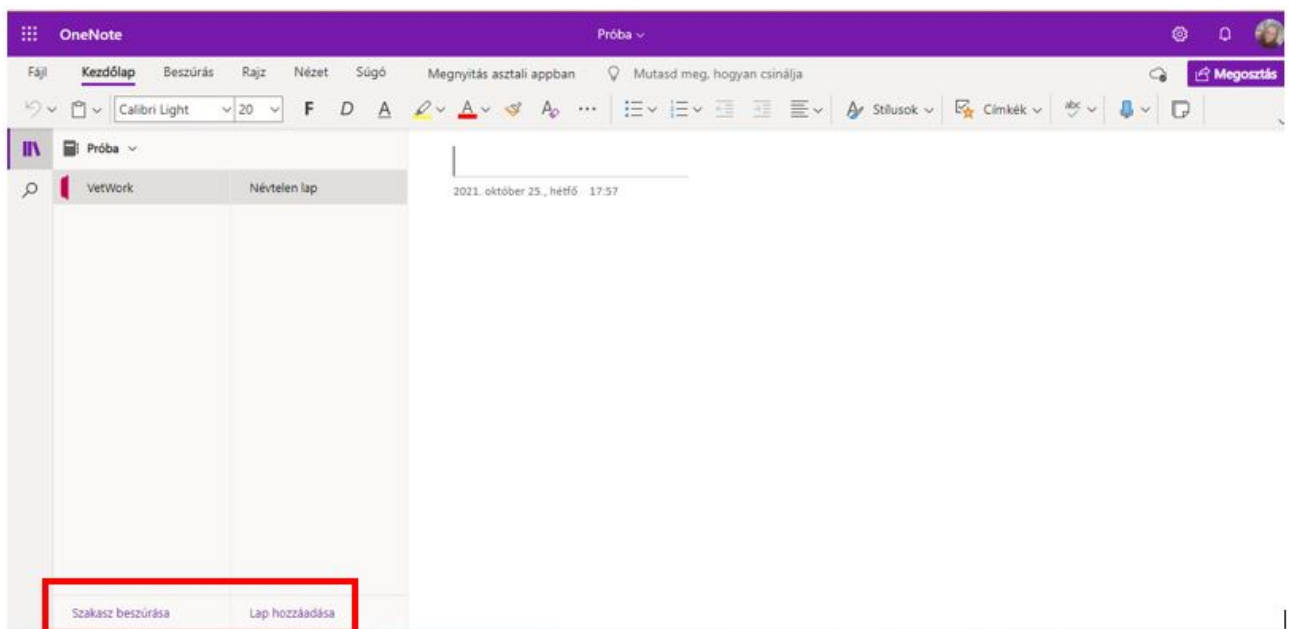 OneNote Próba
Fájl Kezdőlap Beszúrás Rajz Nézet Súgó Megnyitás asztali appban Mutasd meg, hogyan csinálja Megosztás
Calibri Light 20 F D A A A Stílusok Címkék abc
Próba
VetWork Névtelen lap
2021. október 25., hétfő 17:57
Szakasz beszúrása Lap hozzáadása